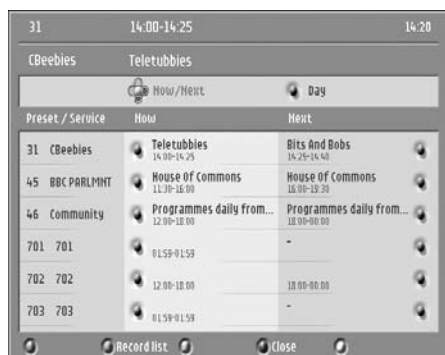 31 14:00-14:25 14:20
CBeebies Teletubbies
Now/Next Day
Preset / Service Now Next
31 CBeebies Teletubbies Bits And Bobs
14:00-14:25 14:25-14:40
45 BBC PARLMNT House Of Commons House Of Commons
11:30-16:00 16:00-19:30
46 Community Programmes daily from... Programmes daily from...
12:00-18:00 18:00-00:00
701 701 -
01:59-01:59
702 702
12:00-18:00 18:00-00:00
703 703 -
01:59-01:59
Record list Close